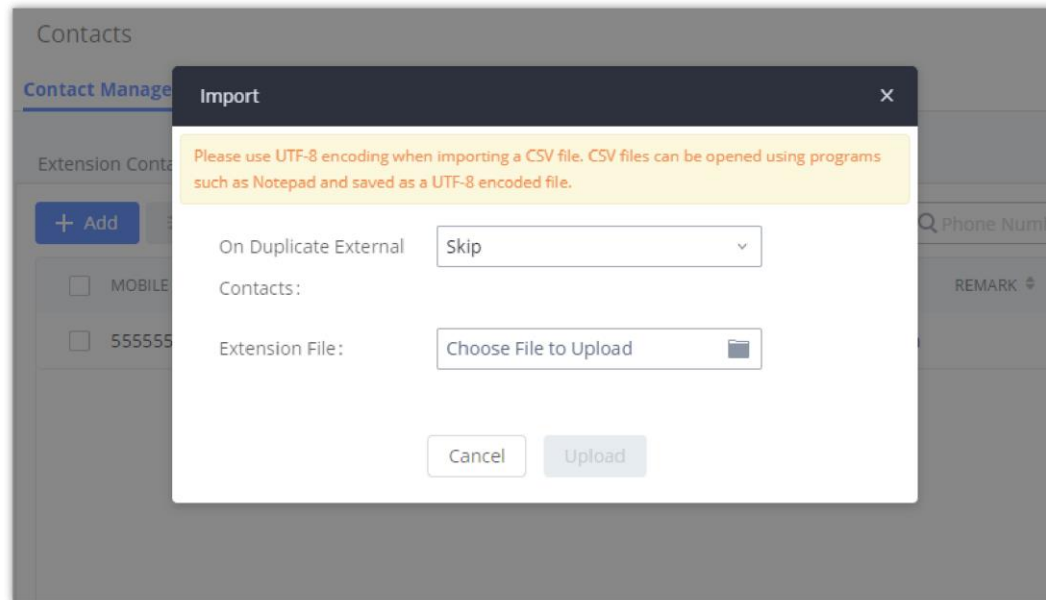 Contacts
Contact Manage
Import
Please use UTF-8 encoding when importing a CSV file. CSV files can be opened using programs
such as Notepad and saved as a UTF-8 encoded file.
Extension Conta
+ Add
Phone Num
On Duplicate External
Contacts:
Skip
MOBILE
REMARK
555555
Extension File:
Choose File to Upload
Cancel
Upload